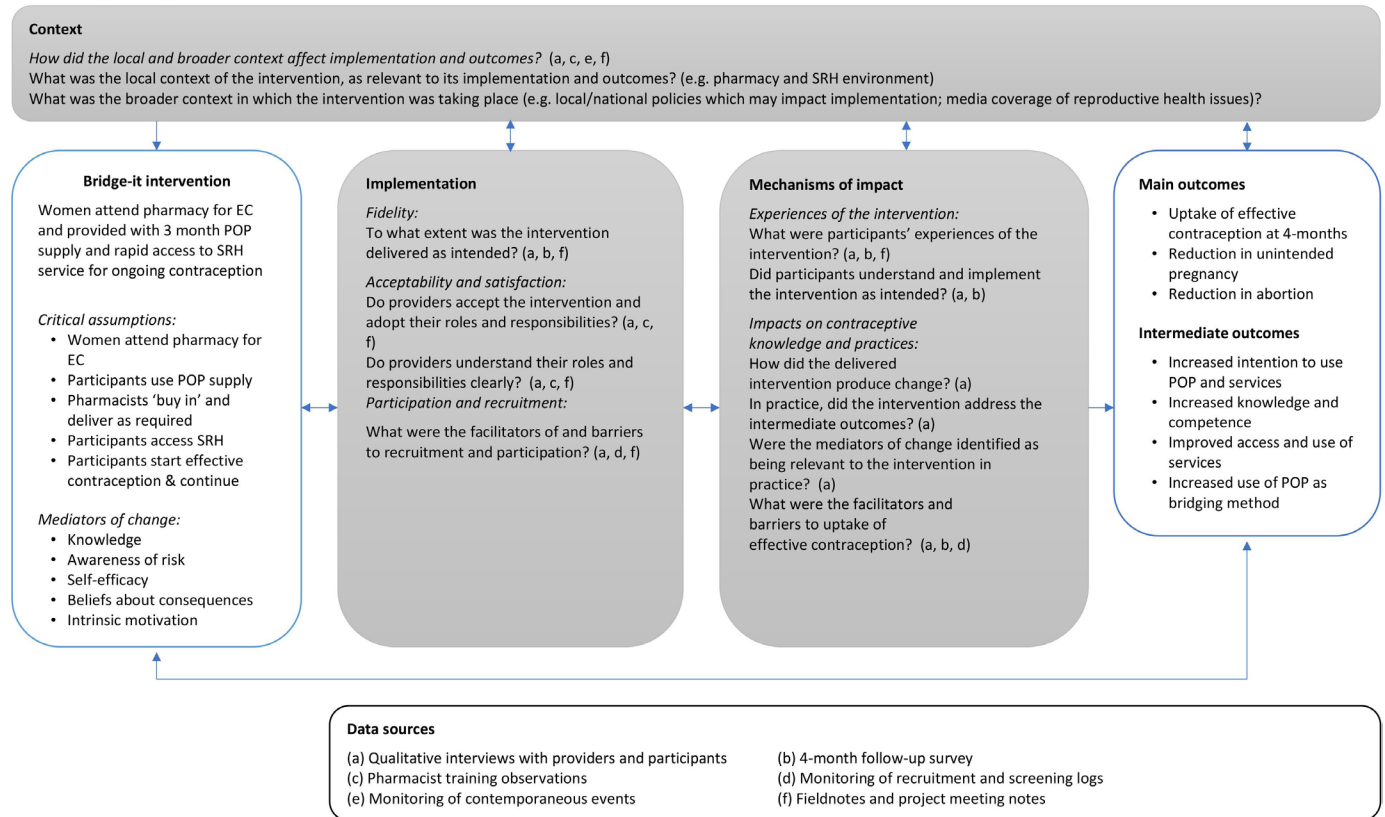 Context
How did the local and broader context affect implementation and outcomes? (a, c, e, f)
What was the local context of the intervention, as relevant to its implementation and outcomes? (e.g. pharmacy and SRH environment)
What was the broader context in which the intervention was taking place (e.g. local/national policies which may impact implementation; media coverage of reproductive health issues)?
Bridge-it intervention
Women attend pharmacy for EC
and provided with 3 month POP
supply and rapid access to SRH
service for ongoing contraception
Critical assumptions:
• Women attend pharmacy for
EC
• Participants use POP supply
• Pharmacists ‘buy in’ and
deliver as required
• Participants access SRH
• Participants start effective
contraception & continue
Mediators of change:
• Knowledge
• Awareness of risk
• Self-efficacy
• Beliefs about consequences
• Intrinsic motivation
Implementation
Fidelity:
To what extent was the intervention
delivered as intended? (a, b, f)
Acceptability and satisfaction:
Do providers accept the intervention and
adopt their roles and responsibilities? (a, c,
f)
Do providers understand their roles and
responsibilities clearly? (a, c, f)
Participation and recruitment:
What were the facilitators of and barriers
to recruitment and participation? (a, d, f)
Mechanisms of impact
Experiences of the intervention:
What were participants’ experiences of the
intervention? (a, b, f)
Did participants understand and implement
the intervention as intended? (a, b)
Impacts on contraceptive
knowledge and practices:
How did the delivered
intervention produce change? (a)
In practice, did the intervention address the
intermediate outcomes? (a)
Were the mediators of change identified as
being relevant to the intervention in
practice? (a)
What were the facilitators and
barriers to uptake of
effective contraception? (a, b, d)
Main outcomes
• Uptake of effective
contraception at 4-months
• Reduction in unintended
pregnancy
• Reduction in abortion
Intermediate outcomes
• Increased intention to use
POP and services
• Increased knowledge and
competence
• Improved access and use of
services
• Increased use of POP as
bridging method
Data sources
(a) Qualitative interviews with providers and participants
(b) 4-month follow-up survey
(c) Pharmacist training observations
(d) Monitoring of recruitment and screening logs
(e) Monitoring of contemporaneous events
(f) Fieldnotes and project meeting notes